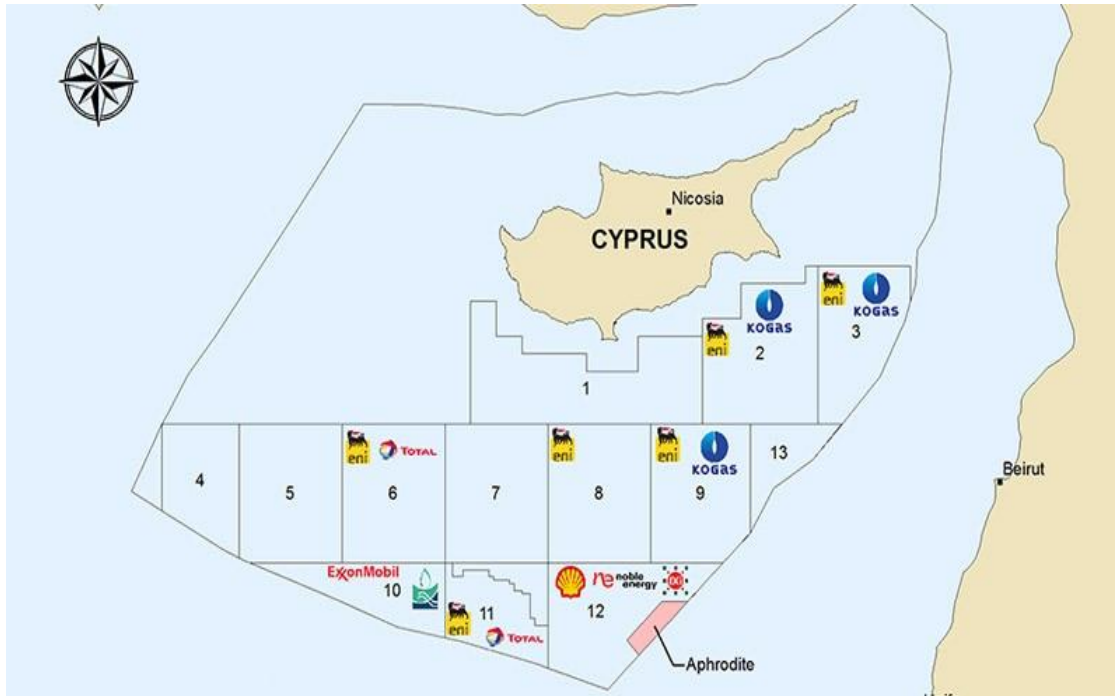 Nicosia
CYPRUS
eni
KOGAS
3
eni
KOGAS
2
1
4
5
eni
TOTAL
6
7
eni
8
eni
KOGAS
9
13
Beirut
ExxonMobil
10
eni
11
TOTAL
ne noble
energy
12
Aphrodite